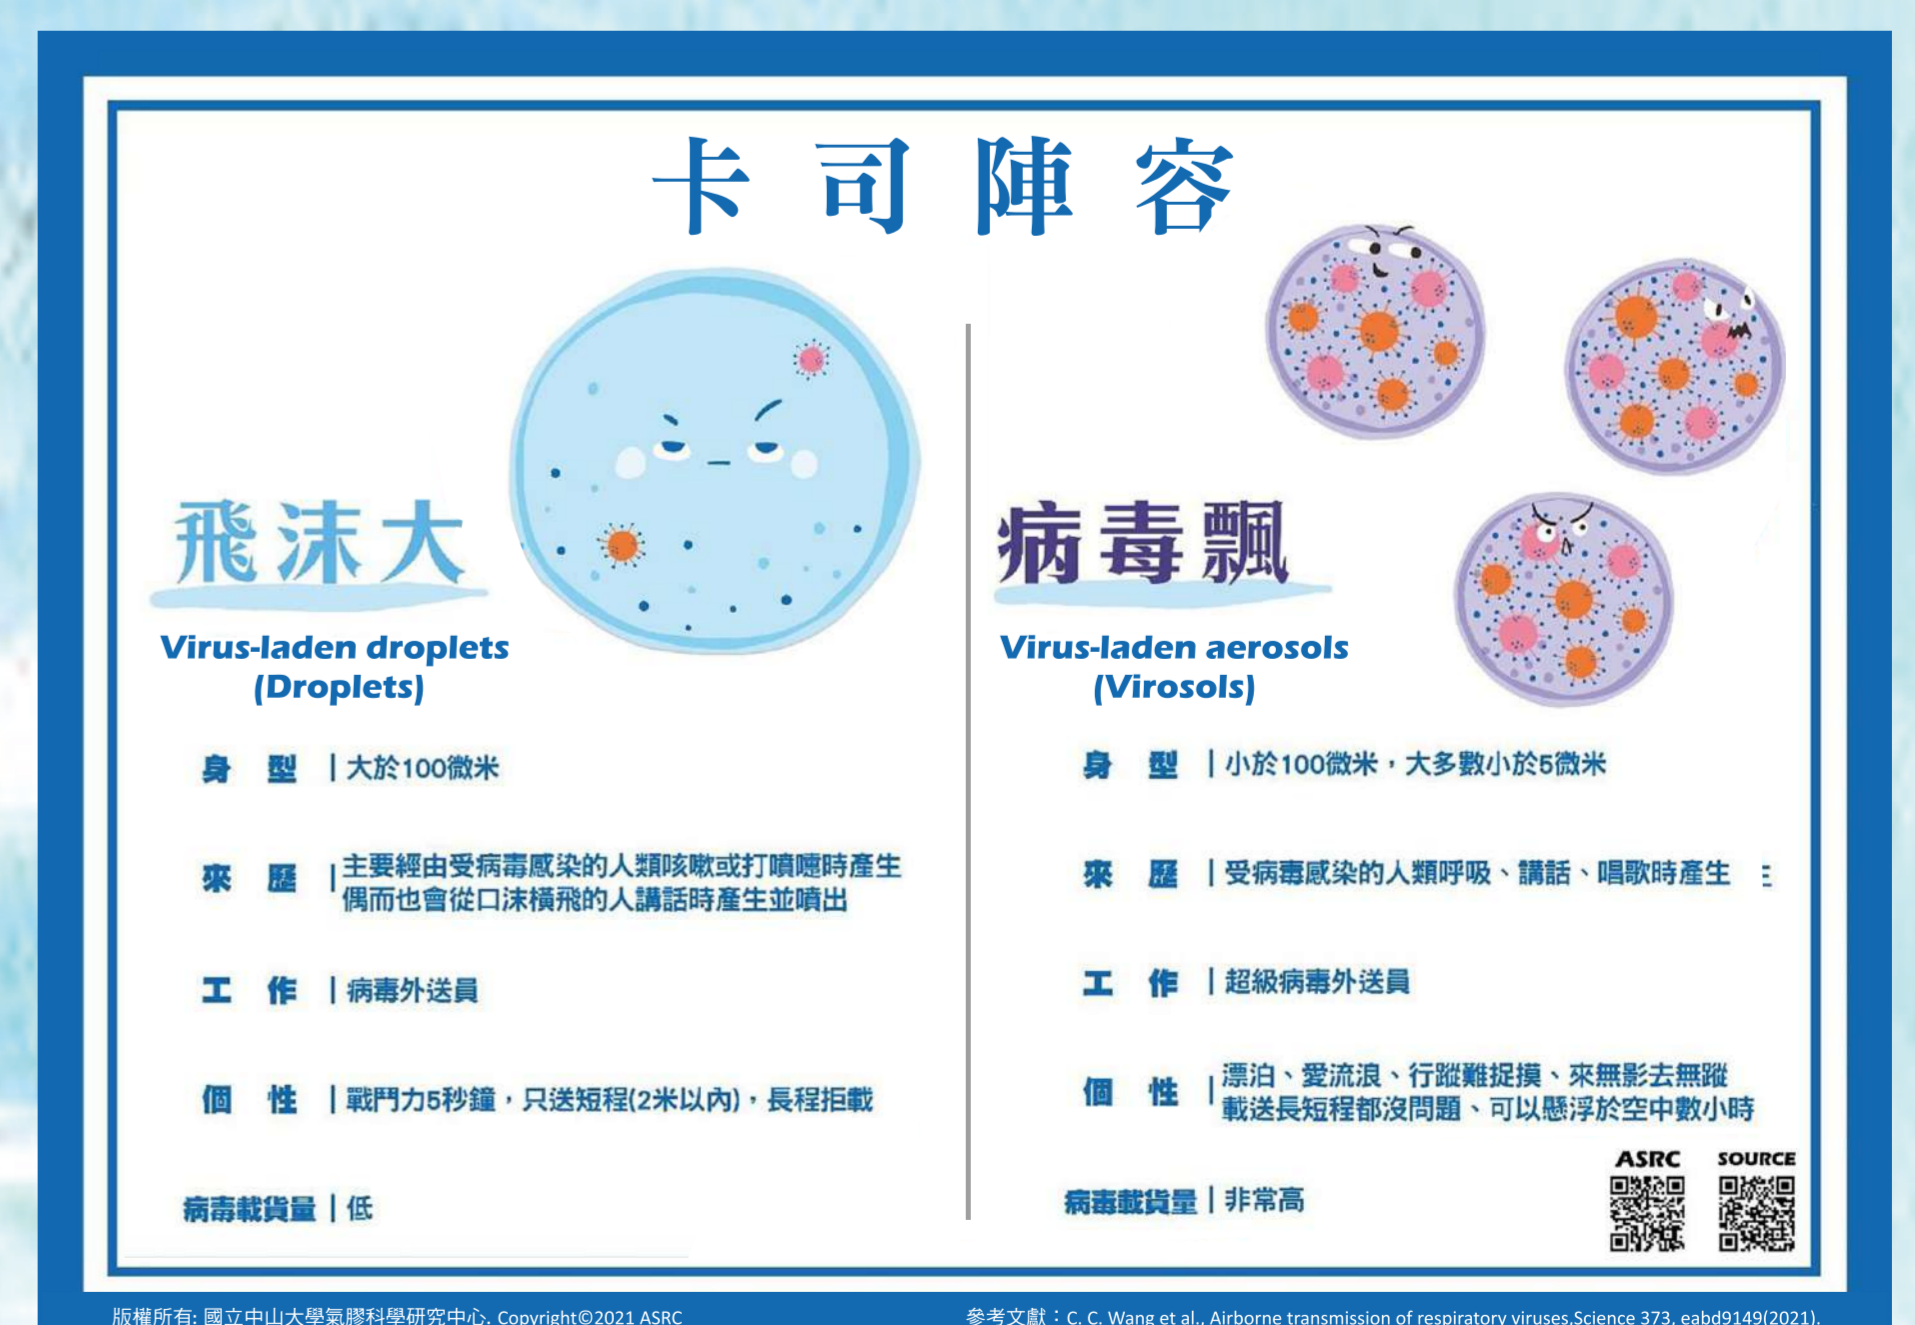 卡司陣容
飛沫大
Virus-laden droplets
(Droplets)
身型|大於100微米
來歷|主要經由受病毒感染的人類咳嗽或打噴嚏時產生
偶而也會從口沫橫飛的人講話時產生並噴出
工作|病毒外送員
個性|戰鬥力5秒鐘，只送短程(2米以內)，長程拒載
病毒載貨量|低
病毒飄
Virus-laden aerosols
(Virosols)
身型|小於100微米，大多數小於5微米
來歷|受病毒感染的人類呼吸、講話、唱歌時產生
工作|超級病毒外送員
個性|漂泊、愛流浪、行蹤難捉摸、來無影去無蹤
載送長短程都沒問題、可以懸浮於空中數小時
病毒載貨量|非常高
ASRC SOURCE
版權所有: 國立中山大學氣膠科學研究中心. Copyright©2021 ASRC
參考文獻：C. C. Wang et al., Airborne transmission of respiratory viruses,Science 373, eabd9149(2021).